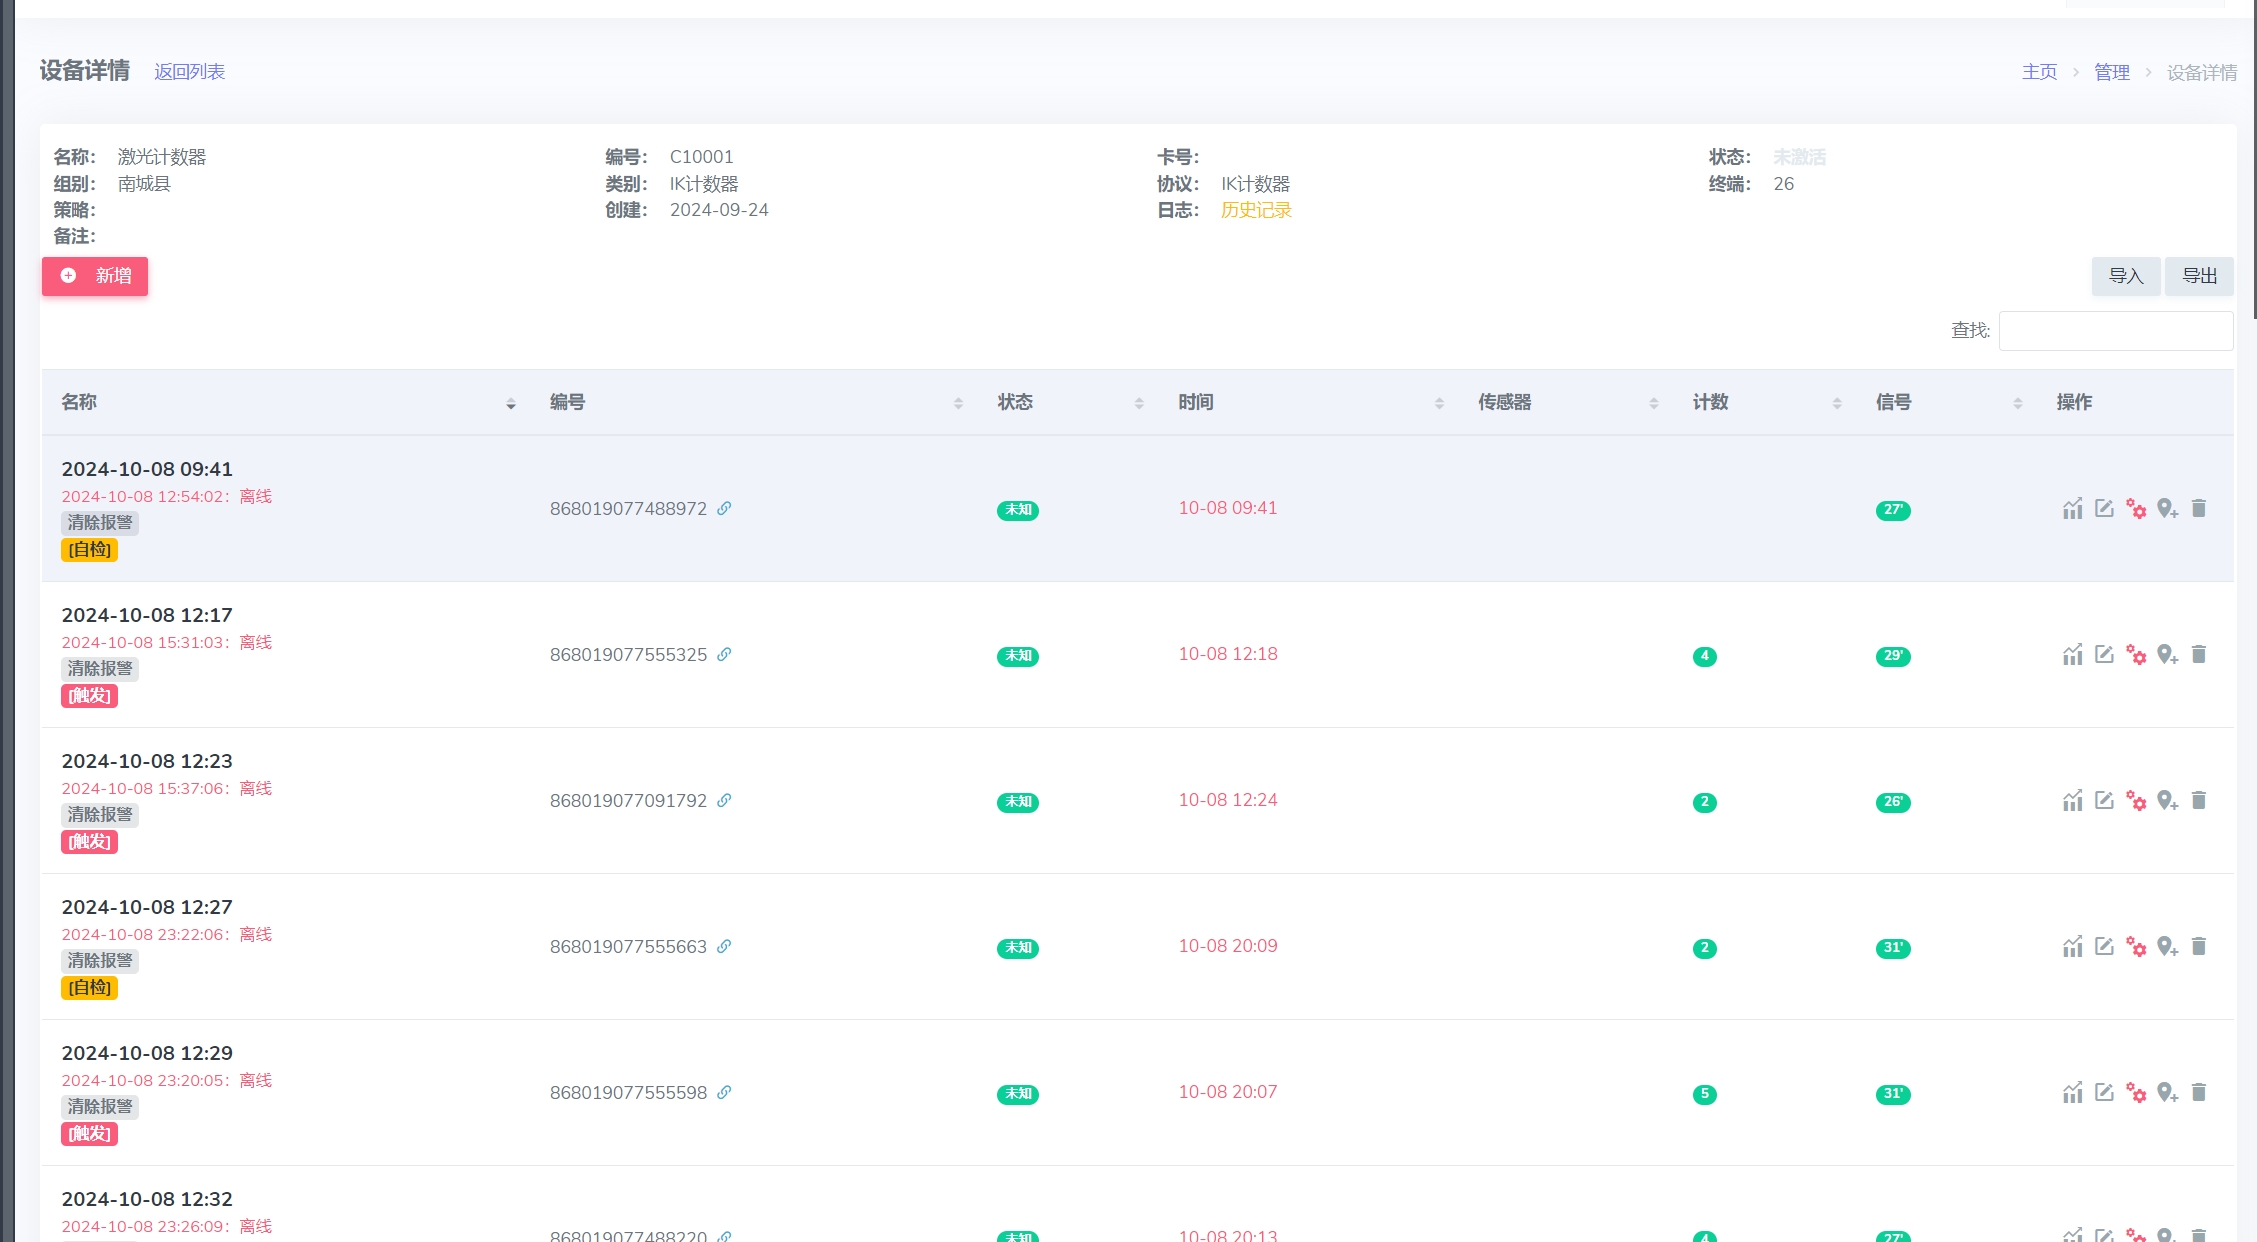 设备详情 返回列表 主页 管理 设备详情
名称： 激光计数器 编号： C10001 卡号： 状态： 未激活
组别： 南城县 类别： IK计数器 协议： IK计数器 终端： 26
策略： 创建： 2024-09-24 日志： 历史记录
备注：
新增 导入 导出
查找:
名称 编号 状态 时间 传感器 计数 信号 操作
2024-10-08 09:41
2024-10-08 12:54:02：离线
868019077488972 未知 10-08 09:41 27'
清除报警
[自检]
2024-10-08 12:17
2024-10-08 15:31:03：离线
868019077555325 未知 10-08 12:18 4 29'
清除报警
[触发]
2024-10-08 12:23
2024-10-08 15:37:06：离线
868019077091792 未知 10-08 12:24 2 26'
清除报警
[触发]
2024-10-08 12:27
2024-10-08 23:22:06：离线
868019077555663 未知 10-08 20:09 2 31'
清除报警
[自检]
2024-10-08 12:29
2024-10-08 23:20:05：离线
868019077555598 未知 10-08 20:07 5 31'
清除报警
[触发]
2024-10-08 12:32
2024-10-08 23:26:09：离线
868019077488220 未知 10-08 20:13 4 27'